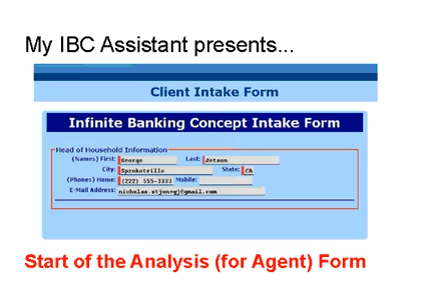 My IBC Assistant presents...
Client Intake Form
Infinite Banking Concept Intake Form
Head of Household Information
(Names) First: George Last: Jetson
City: Sprokotville State: CA
(Phones) Home: (222) 555-3333 Mobile:
E-Mail Address:
Start of the Analysis (for Agent) Form